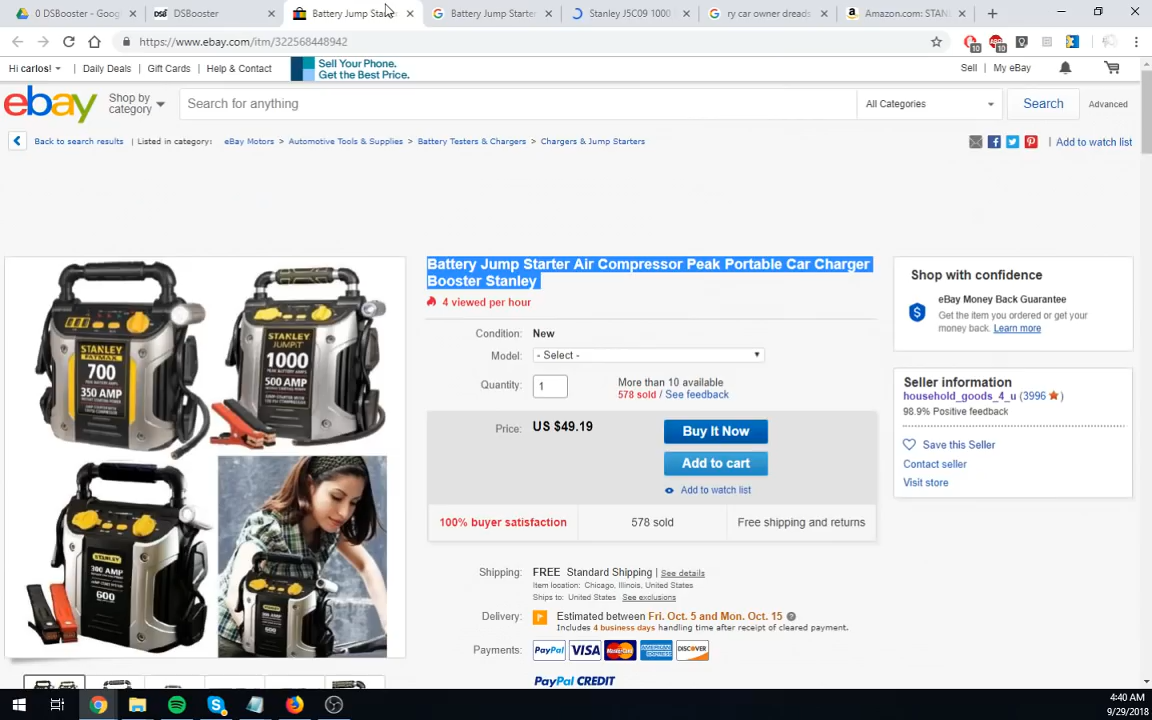 0 DSBooster - Goog
DSBooster
Battery Jump Sta
Battery Jump Starter
Stanley J5C09 1000
ry car owner dreads
Amazon.com: STAN
https://www.ebay.com/itm/322568448942
Hi carlos!
Daily Deals
Gift Cards
Help & Contact
Sell Your Phone.
Get the Best Price.
Sell
My eBay
ebay
Shop by
category
Search for anything
All Categories
Search
Advanced
Back to search results
Listed in category:
eBay Motors > Automotive Tools & Supplies > Battery Testers & Chargers > Chargers & Jump Starters
Add to watch list
Battery Jump Starter Air Compressor Peak Portable Car Charger
Booster Stanley
4 viewed per hour
Condition: New
Model: - Select -
Quantity: 1
More than 10 available
578 sold / See feedback
Price: US $49.19
Buy It Now
Add to cart
Add to watch list
100% buyer satisfaction
578 sold
Free shipping and returns
Shipping: FREE Standard Shipping | See details
Item location: Chicago, Illinois, United States
Ships to: United States See exclusions
Delivery: Estimated between Fri. Oct. 5 and Mon. Oct. 15
Includes 4 business days handling time after receipt of cleared payment.
Payments: PayPal VISA MasterCard AMERICAN EXPRESS DISCOVER
PayPal CREDIT
Shop with confidence
eBay Money Back Guarantee
Get the item you ordered or get your
money back. Learn more
Seller information
household_goods_4_u (3996)
98.9% Positive feedback
Save this Seller
Contact seller
Visit store
STANLEY
FATMAX
700
350 AMP
STANLEY
JUMPIT
1000
500 AMP
STANLEY
300 AMP
600
4:40 AM
9/29/2018